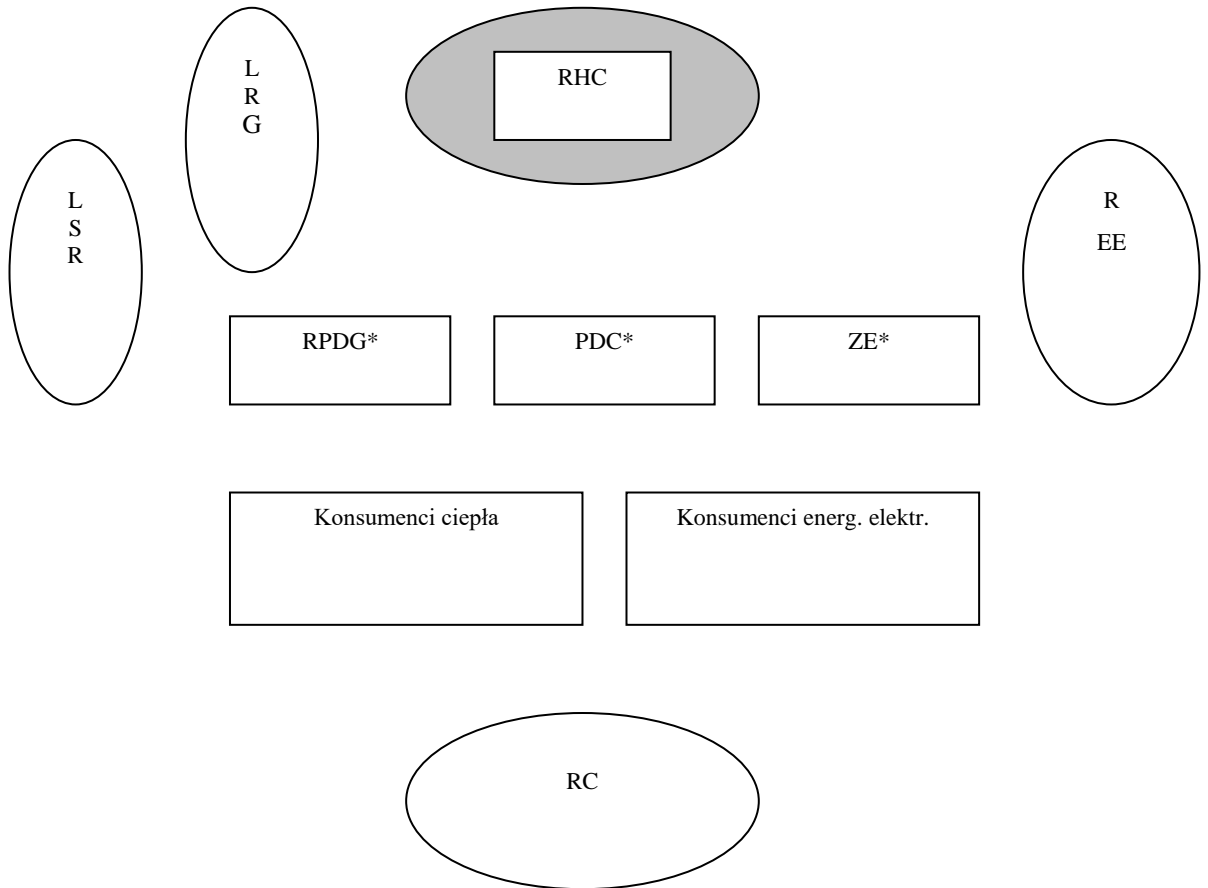 L
R
G
RHC
L
S
R
R
EE
RPDG*
PDC*
ZE*
Konsumenci ciepła
Konsumenci energ. elektr.
RC